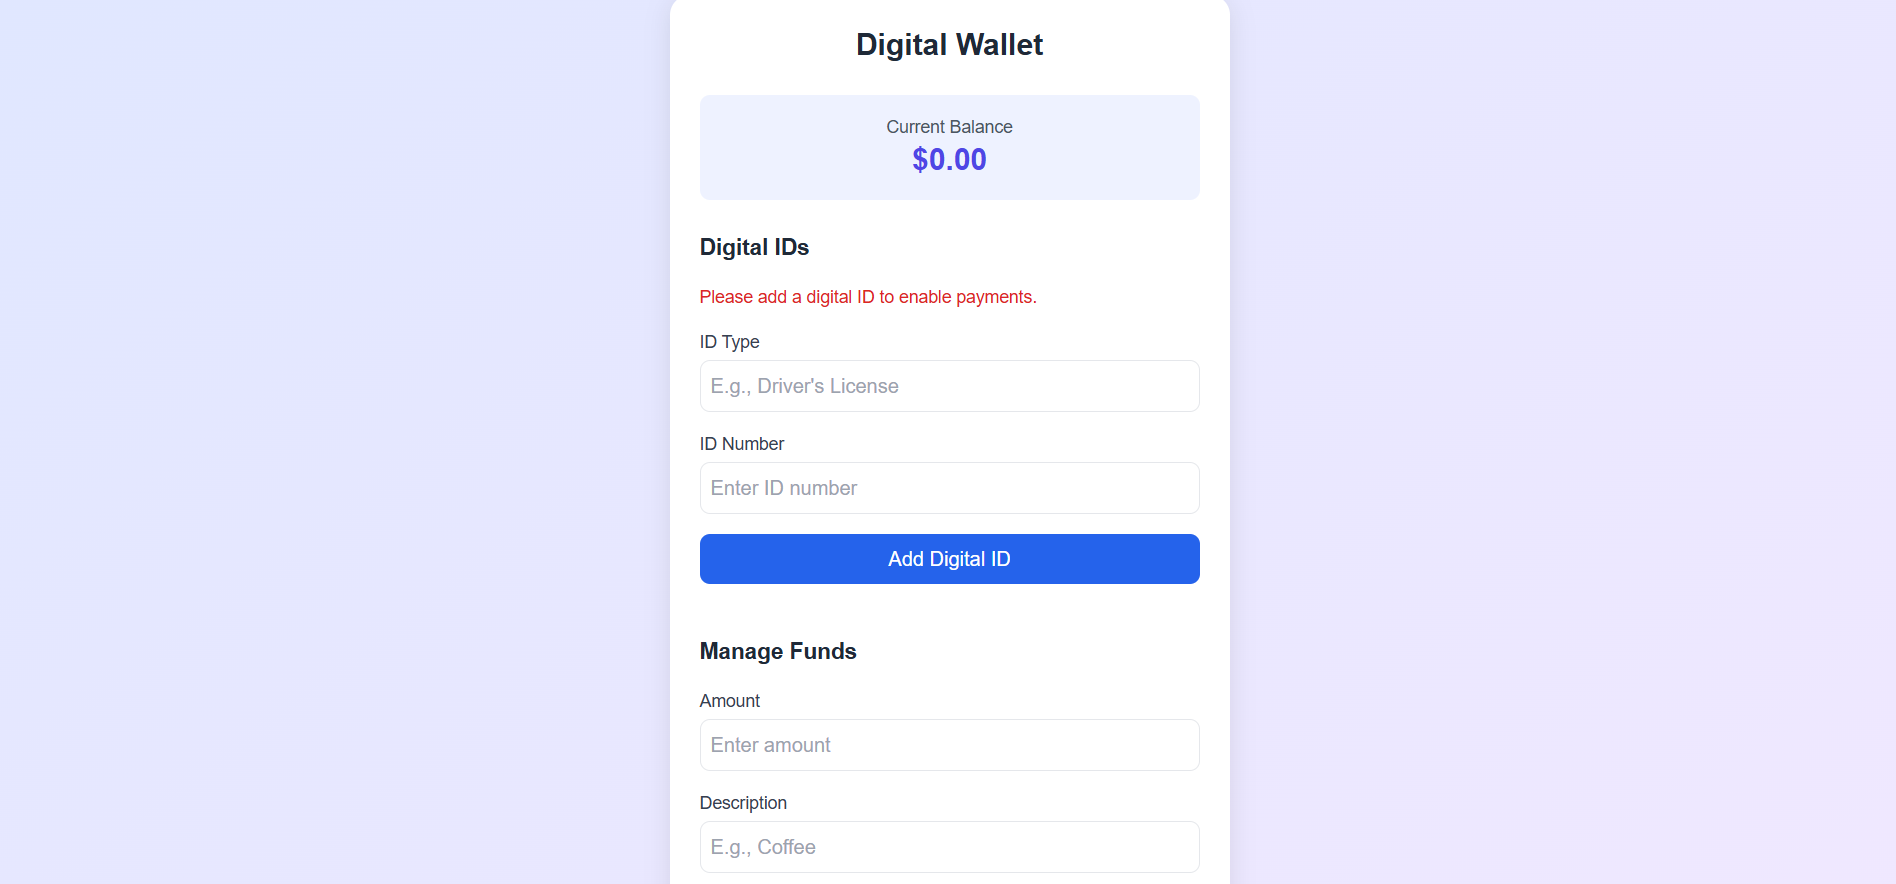 Digital Wallet
Current Balance
$0.00
Digital IDs
Please add a digital ID to enable payments.
ID Type
E.g., Driver's License
ID Number
Enter ID number
Add Digital ID
Manage Funds
Amount
Enter amount
Description
E.g., Coffee